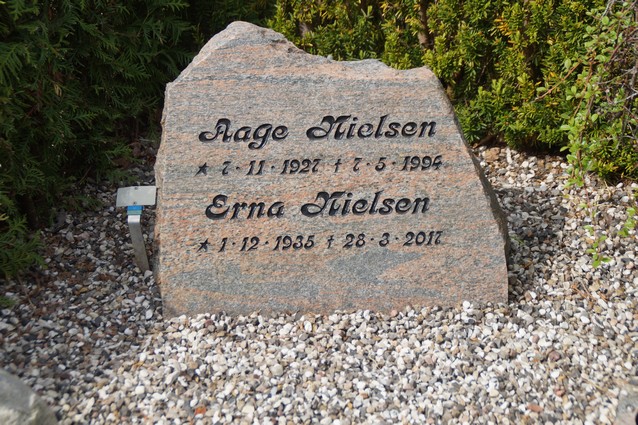 Aage Nielsen
★ 7·11·1927 † 7·5·1994
Erna Nielsen
★ 1·12·1935 † 28·3·2017